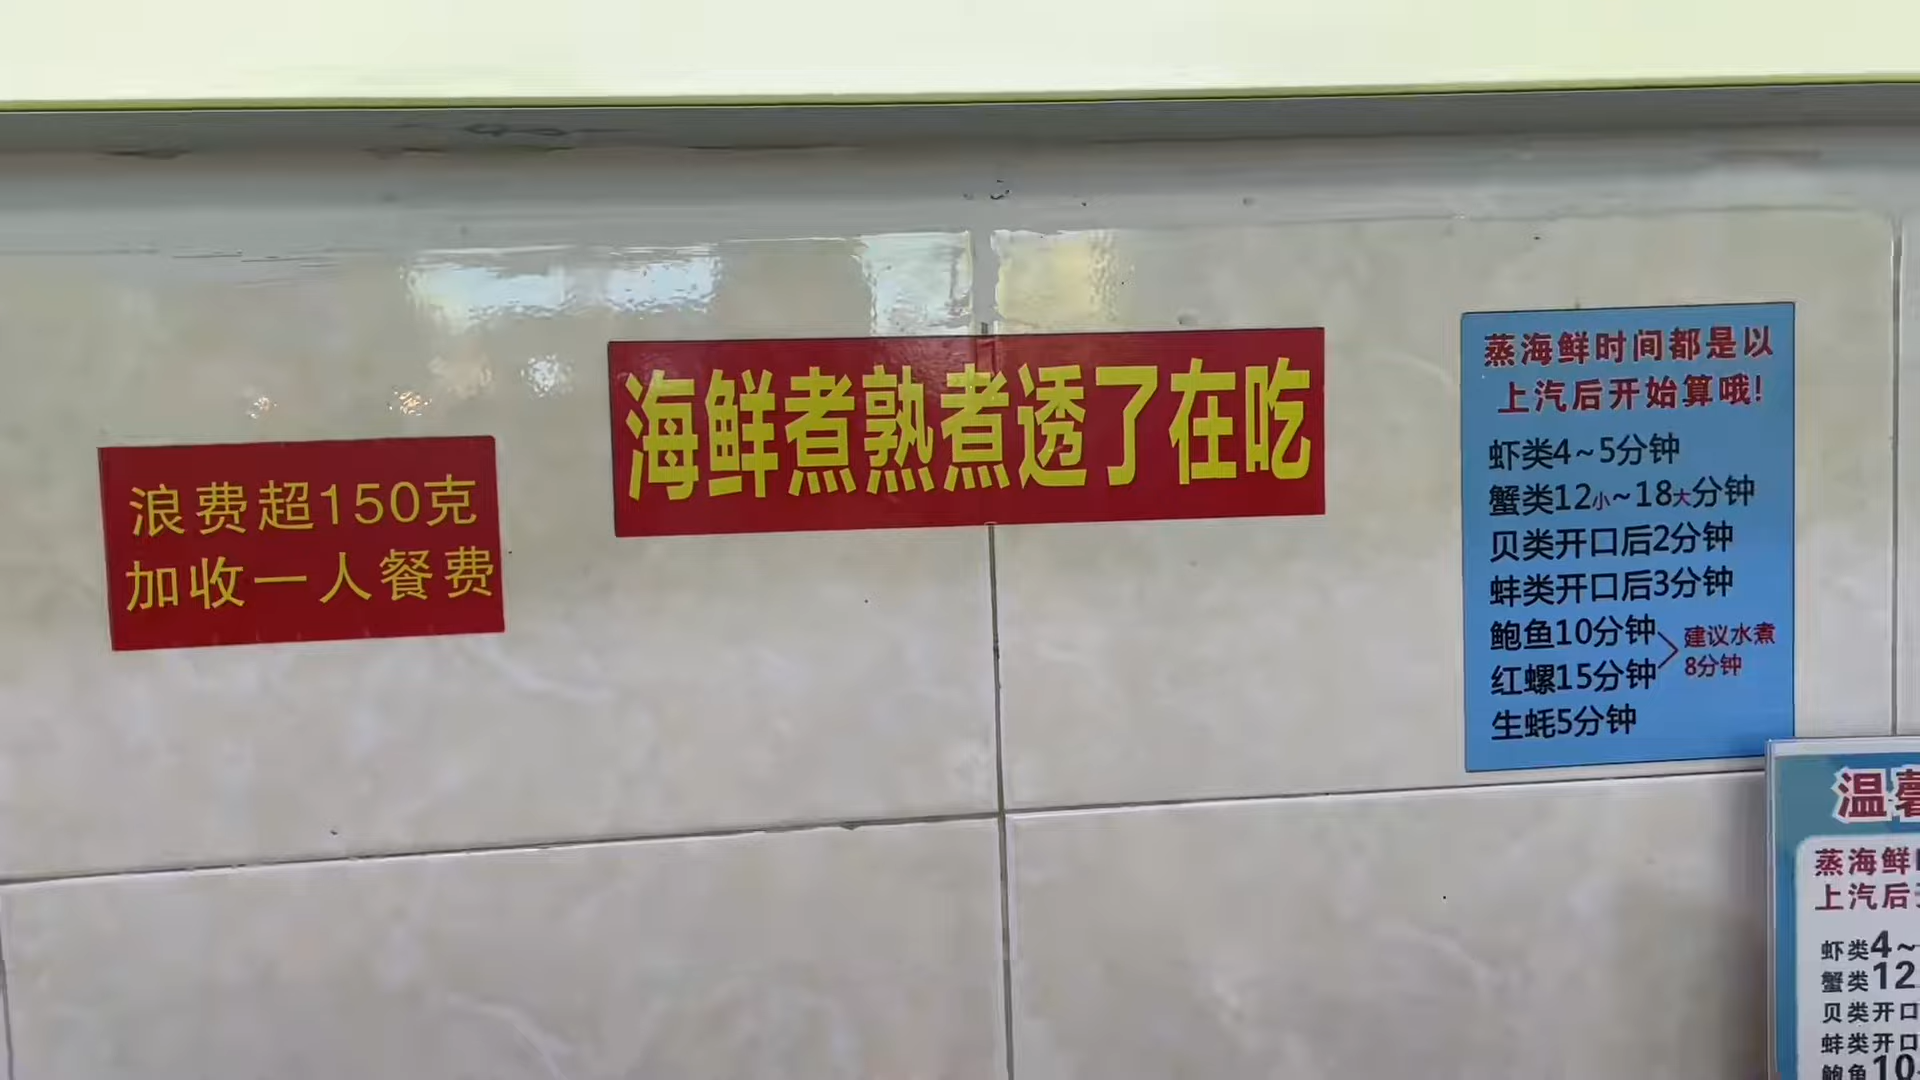 浪费超150克
加收一人餐费
海鲜煮熟煮透了在吃
蒸海鲜时间都是以
上汽后开始算哦!
虾类4~5分钟
蟹类12小~18大分钟
贝类开口后2分钟
蚌类开口后3分钟
鲍鱼10分钟
红螺15分钟
建议水煮
8分钟
生蚝5分钟
温馨
蒸海鲜
上汽后
虾类4~
蟹类12
贝类开口
蚌类开口
鲍鱼10